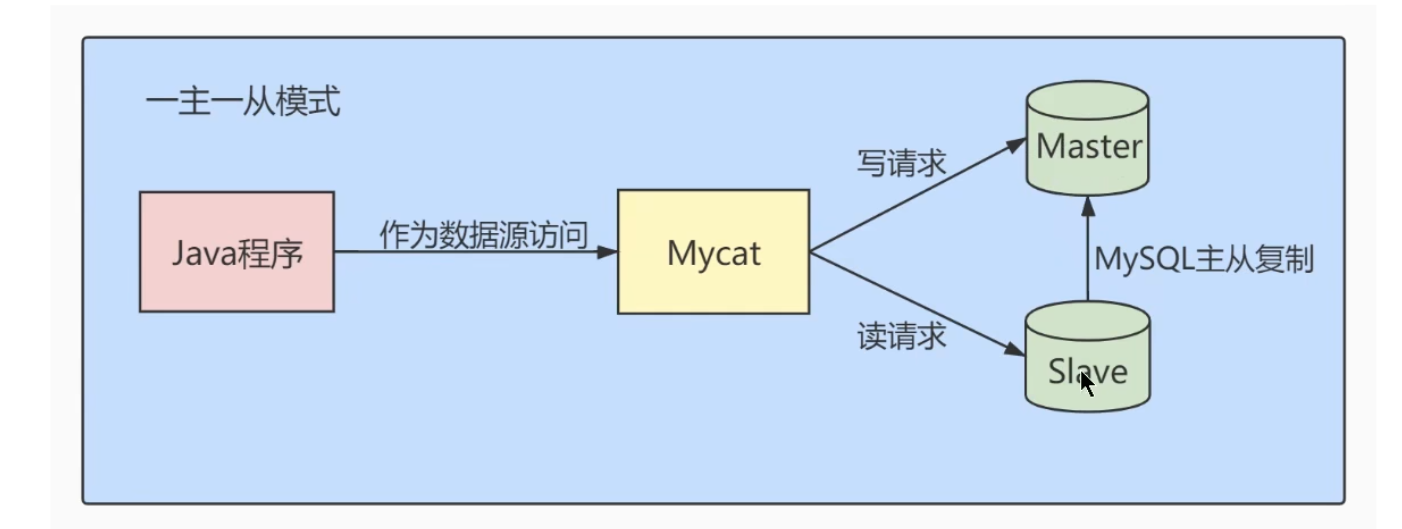 一主一从模式
Java程序
作为数据源访问
Mycat
写请求
读请求
Master
MySQL主从复制
Slave